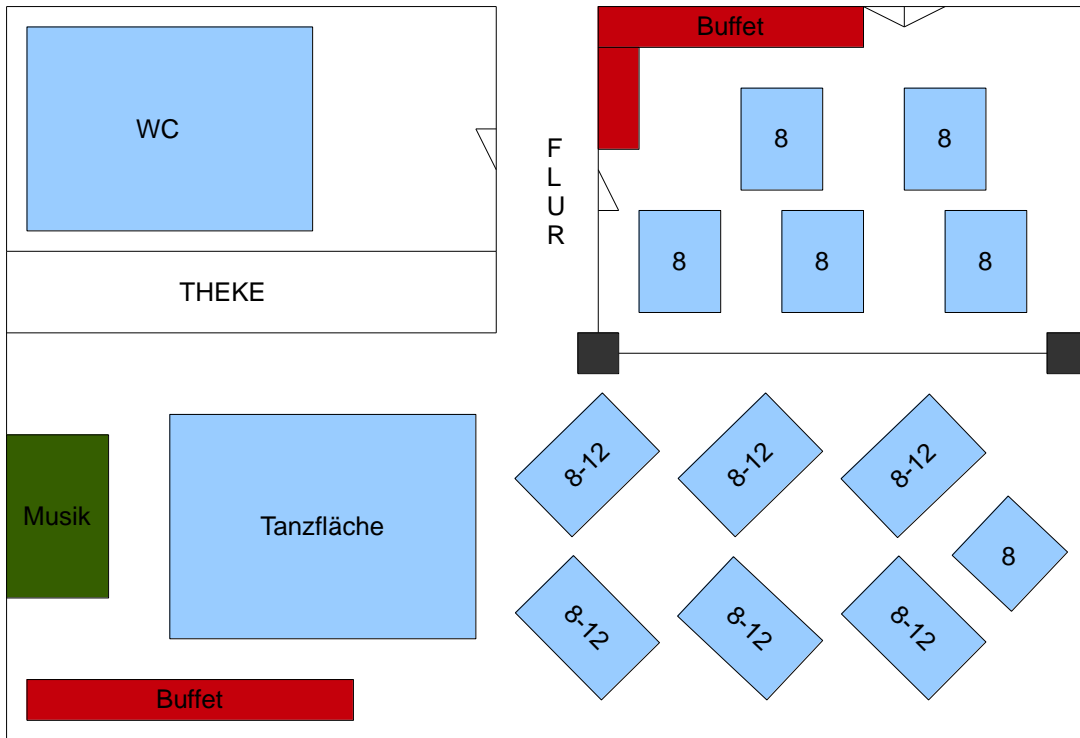 WC
THEKE
F
L
U
R
Buffet
8
8
8
8
8
Musik
Tanzfläche
Buffet
8-12
8-12
8-12
8
8-12
8-12
8-12